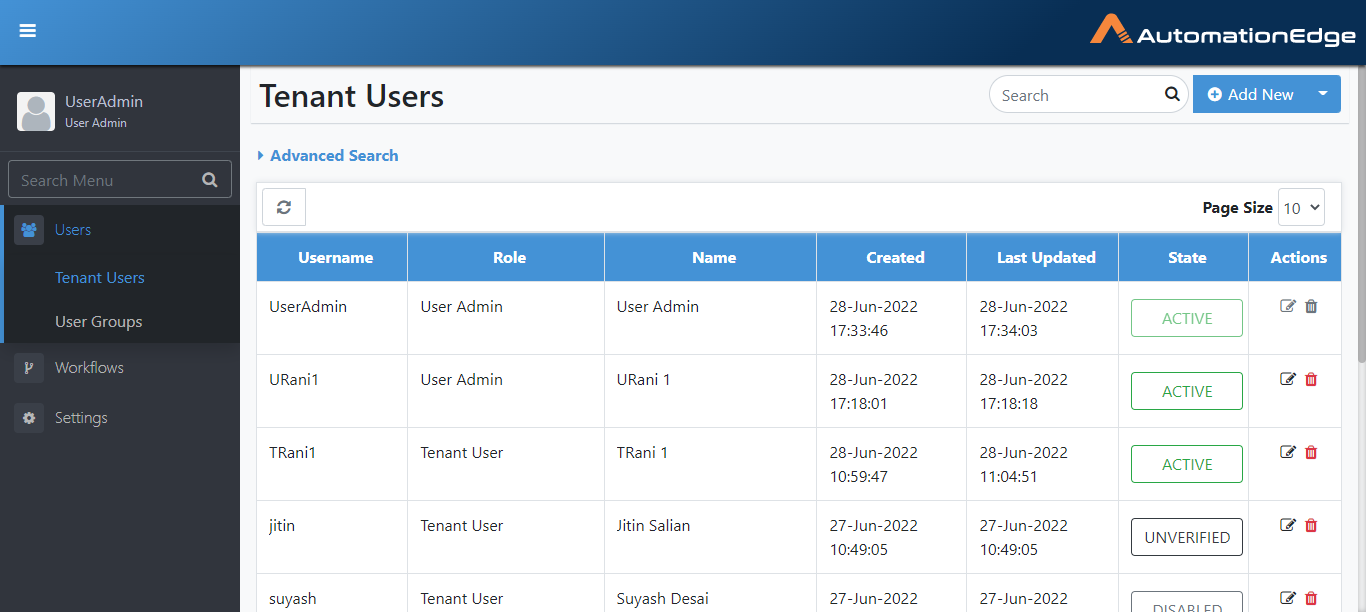 AutomationEdge
UserAdmin
User Admin
Search Menu
Users
Tenant Users
User Groups
Workflows
Settings
Tenant Users
Search
Add New
Advanced Search
Page Size 10
Username Role Name Created Last Updated State Actions
UserAdmin User Admin User Admin 28-Jun-2022 28-Jun-2022 ACTIVE
17:33:46 17:34:03
URani1 User Admin URani 1 28-Jun-2022 28-Jun-2022 ACTIVE
17:18:01 17:18:18
TRani1 Tenant User TRani 1 28-Jun-2022 28-Jun-2022 ACTIVE
10:59:47 11:04:51
jitin Tenant User Jitin Salian 27-Jun-2022 27-Jun-2022 UNVERIFIED
10:49:05 10:49:05
suyash Tenant User Suyash Desai 27-Jun-2022 27-Jun-2022 DISABLED